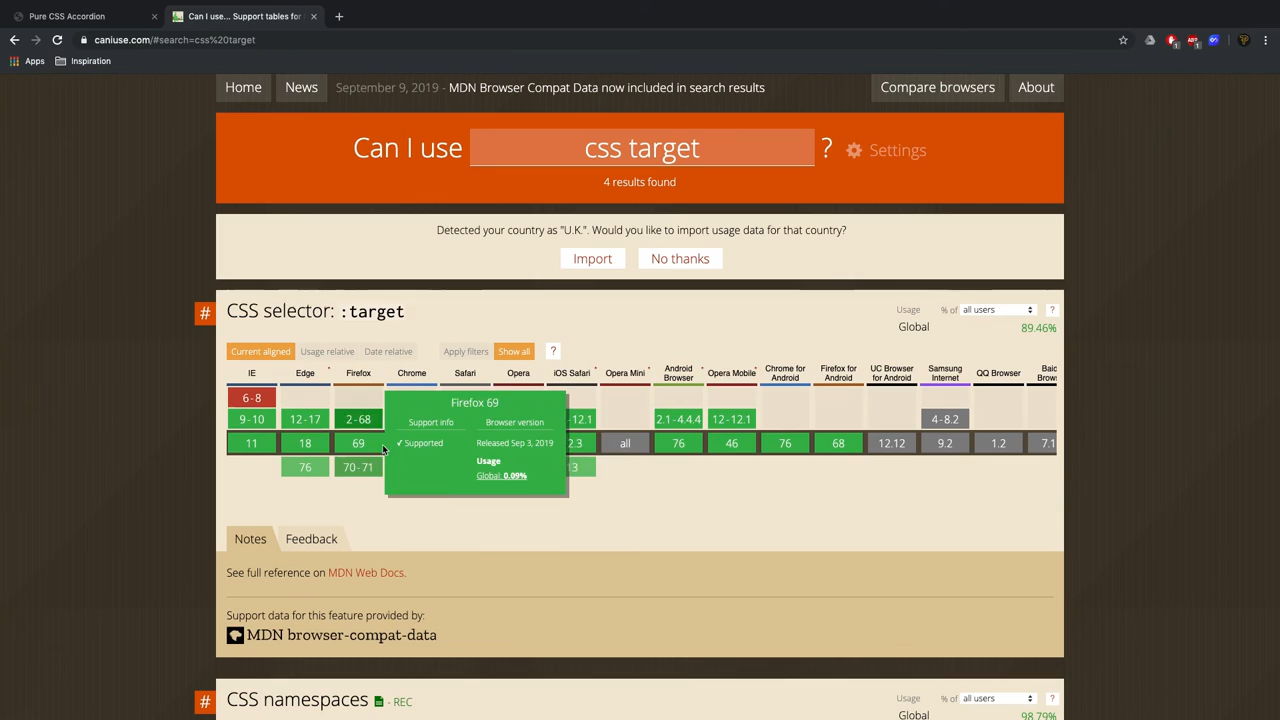 Pure CSS Accordion
Can I use... Support tables for
caniuse.com/#search=css%20target
Apps
Inspiration
Home
News
September 9, 2019 - MDN Browser Compat Data now included in search results
Compare browsers
About
Can I use
css target
?
Settings
4 results found
Detected your country as "U.K.". Would you like to import usage data for that country?
Import
No thanks
#
CSS selector: :target
Usage
% of
all users
?
Global
89.46%
Current aligned
Usage relative
Date relative
Apply filters
Show all
?
IE
Edge
Firefox
Chrome
Safari
Opera
iOS Safari
Opera Mini
Android Browser
Opera Mobile
Chrome for Android
Firefox for Android
UC Browser for Android
Samsung Internet
QQ Browser
6-8
9-10
12-17
2-68
12.1
2.1-4.4.4
12-12.1
4-8.2
11
18
69
2.3
all
76
46
76
68
12.12
9.2
1.2
7.1
76
70-71
Firefox 69
Support info
Browser version
✓ Supported
Released Sep 3, 2019
Usage
Global: 0.09%
Notes
Feedback
See full reference on MDN Web Docs.
Support data for this feature provided by:
MDN browser-compat-data
#
CSS namespaces - REC
Usage
% of
all users
?
Global
98.79%